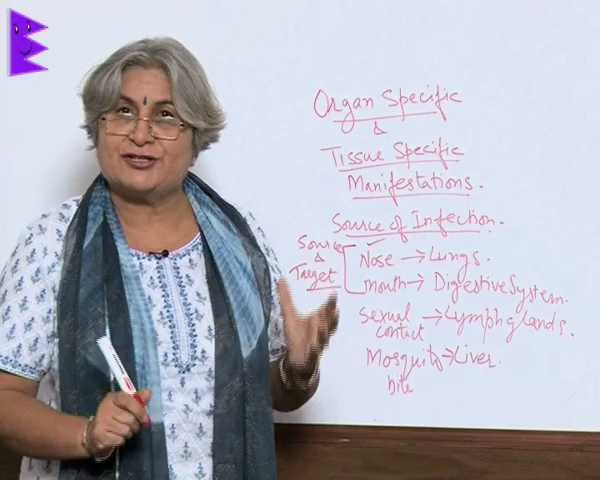 Organ Specific
&
Tissue Specific
Manifestations.
Source of Infection.
Source & Target
Nose → Lungs.
mouth → Digestive System.
Sexual contact → Lymph glands.
Mosquito bite → Liver.